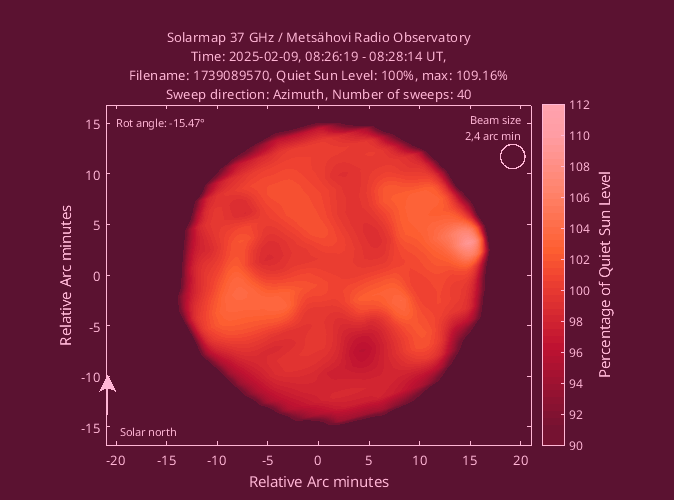 Solarmap 37 GHz / Metsähovi Radio Observatory
Time: 2025-02-09, 08:26:19 - 08:28:14 UT,
Filename: 1739089570, Quiet Sun Level: 100%, max: 109.16%
Sweep direction: Azimuth, Number of sweeps: 40
Rot angle: -15.47°
Beam size
2,4 arc min
Solar north
15
10
5
0
-5
-10
-15
Relative Arc minutes
-20
-15
-10
-5
0
5
10
15
20
Relative Arc minutes
112
110
108
106
104
102
100
98
96
94
92
90
Percentage of Quiet Sun Level